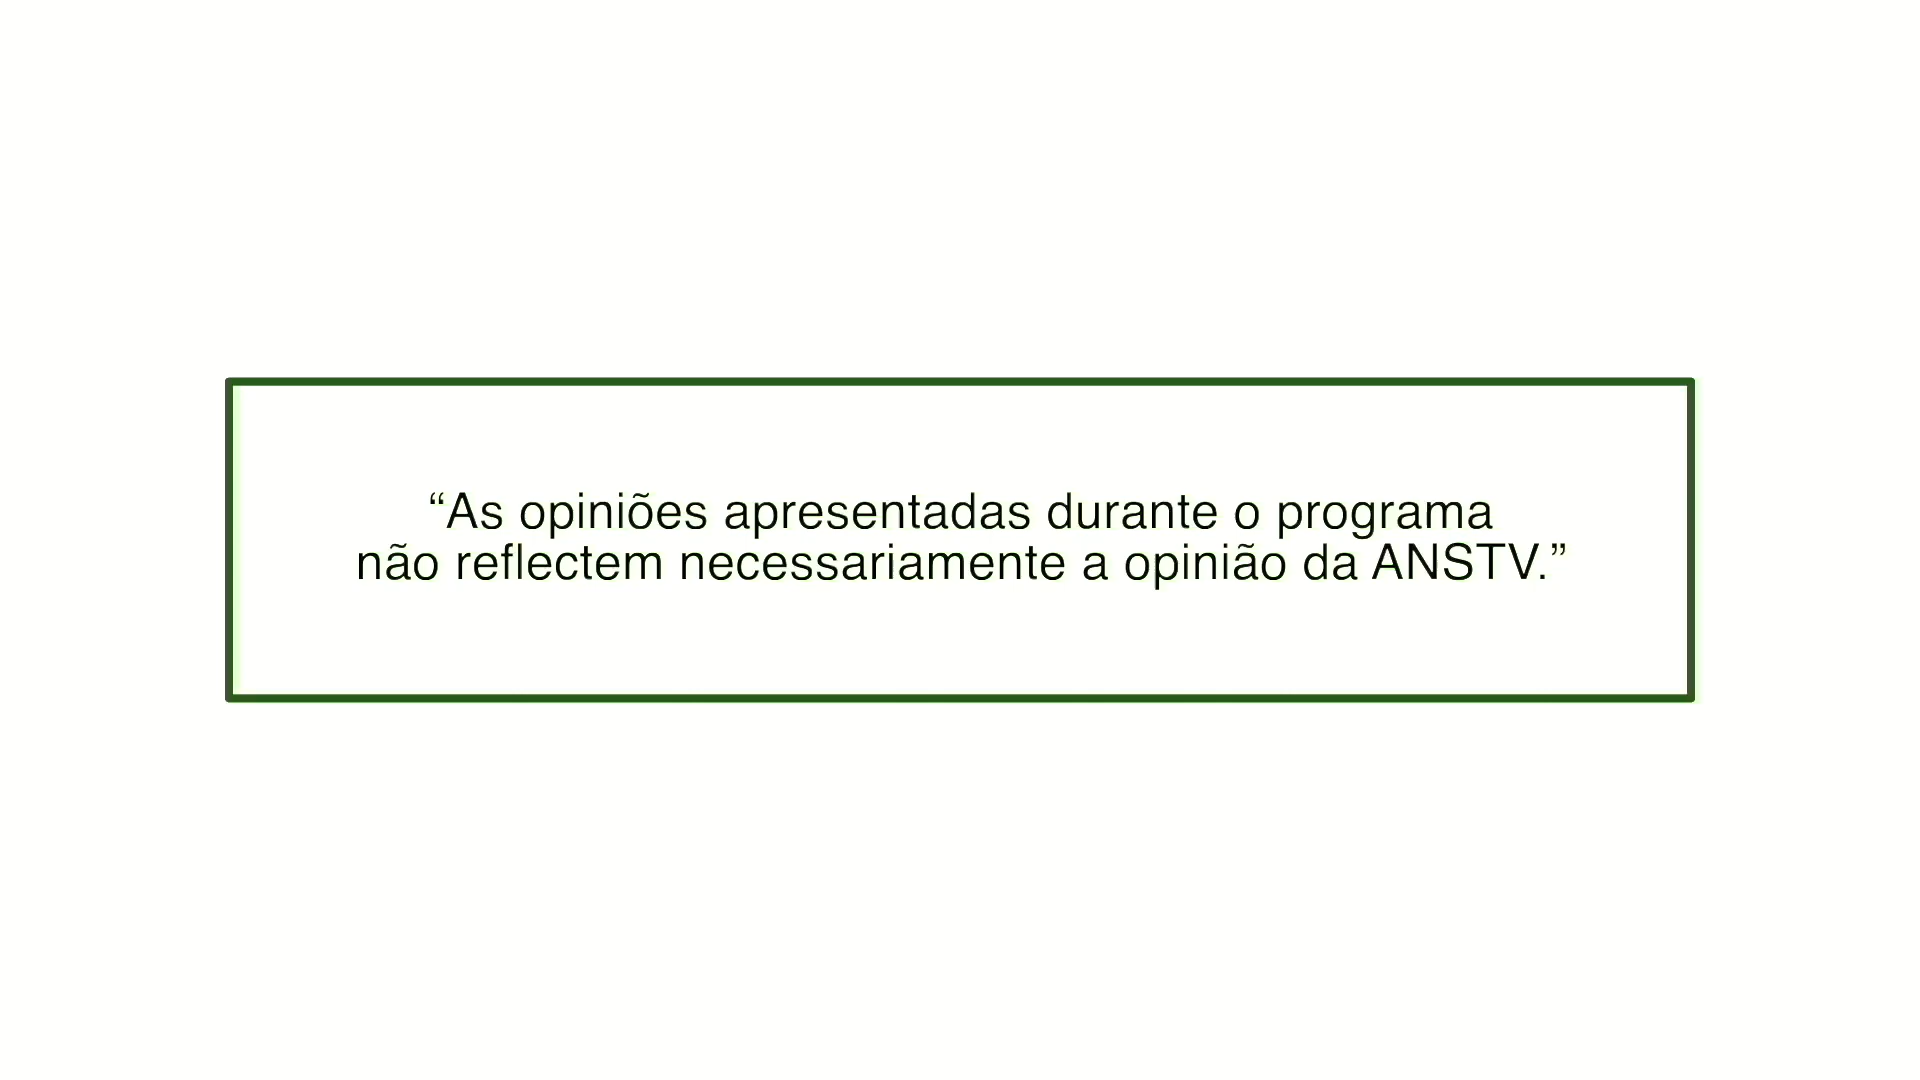 “As opiniões apresentadas durante o programa
não reflectem necessariamente a opinião da ANSTV.”